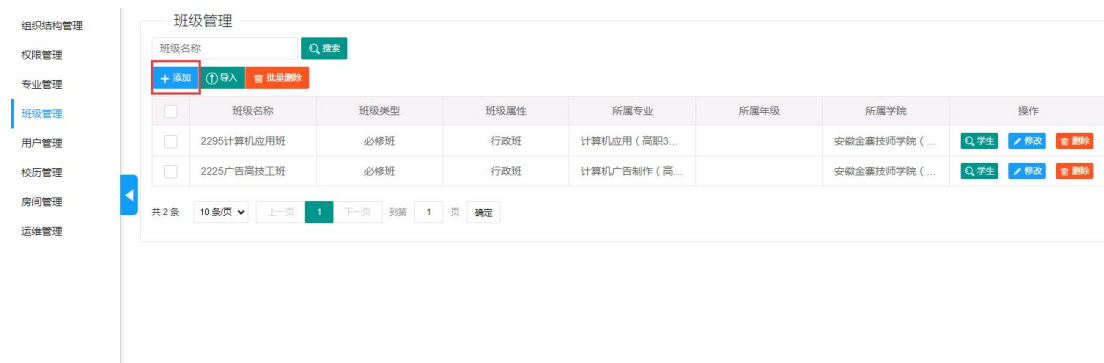 组织结构管理
权限管理
专业管理
班级管理
用户管理
校历管理
房间管理
运维管理
班级管理
班级名称 搜索
添加 导入 批量删除
班级名称 班级类型 班级属性 所属专业 所属年级 所属学院 操作
2295计算机应用班 必修班 行政班 计算机应用 ( 高职3... 安徽金寨技师学院 ( ... 学生 修改 删除
2225广告高技工班 必修班 行政班 计算机广告制作 ( 高... 安徽金寨技师学院 ( ... 学生 修改 删除
共 2 条 10 条/页 上一页 1 下一页 到第 1 页 确定